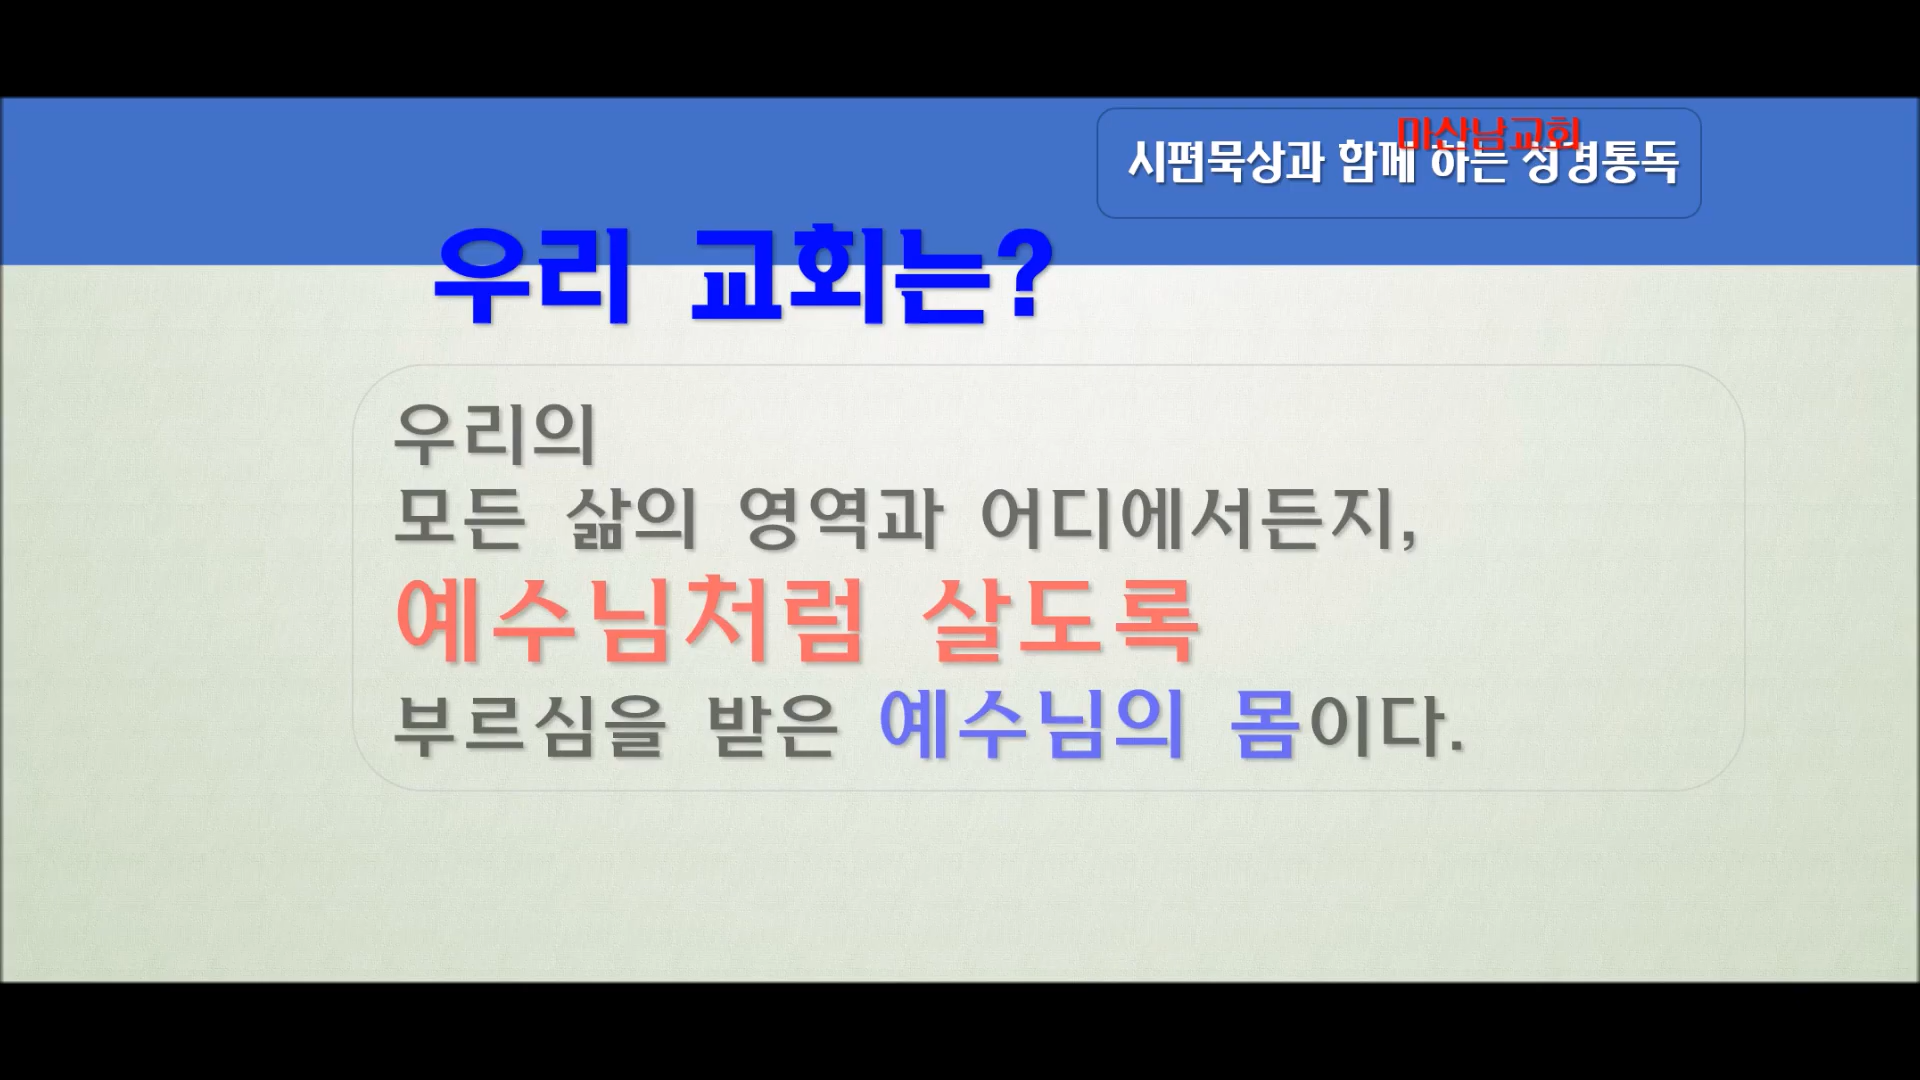 마산남교회
시편묵상과 함께 하는 성경통독
우리 교회는?
우리의
모든 삶의 영역과 어디에서든지,
예수님처럼 살도록
부르심을 받은 예수님의 몸이다.